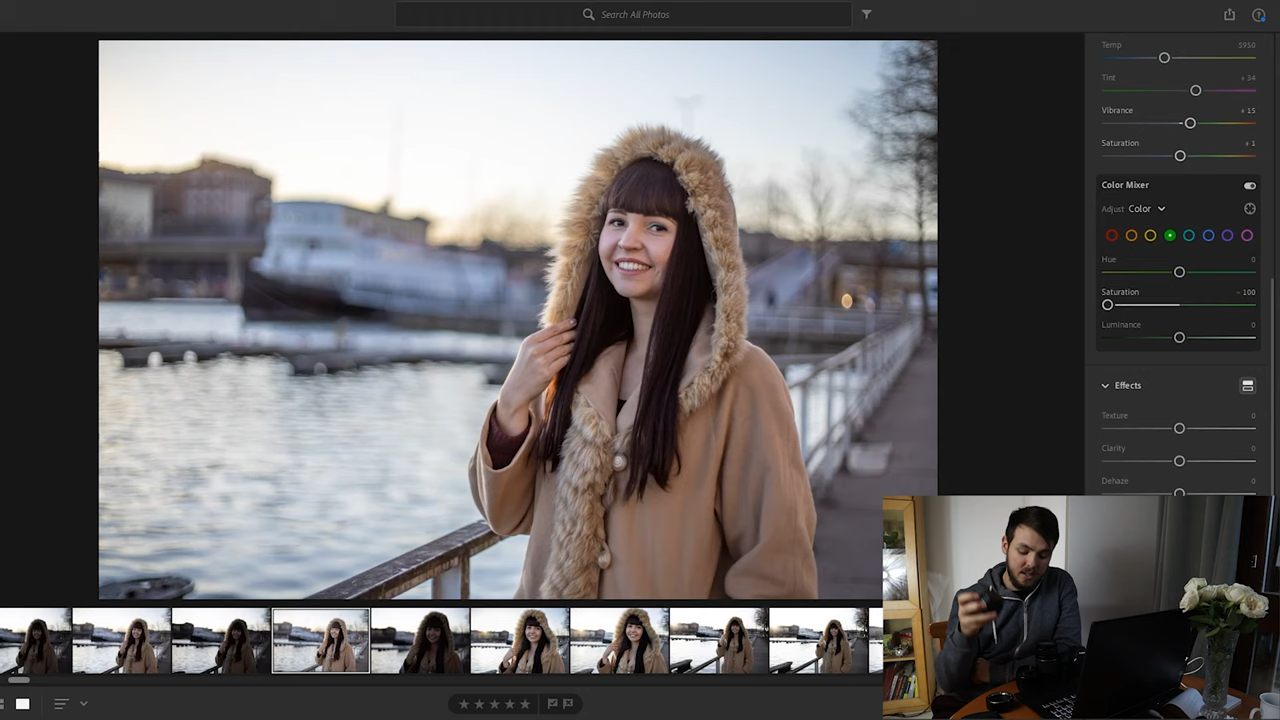 Search All Photos
Temp 5950
Tint + 34
Vibrance + 15
Saturation + 1
Color Mixer
Adjust Color
Hue 0
Saturation − 100
Luminance 0
Effects
Texture 0
Clarity 0
Dehaze 0